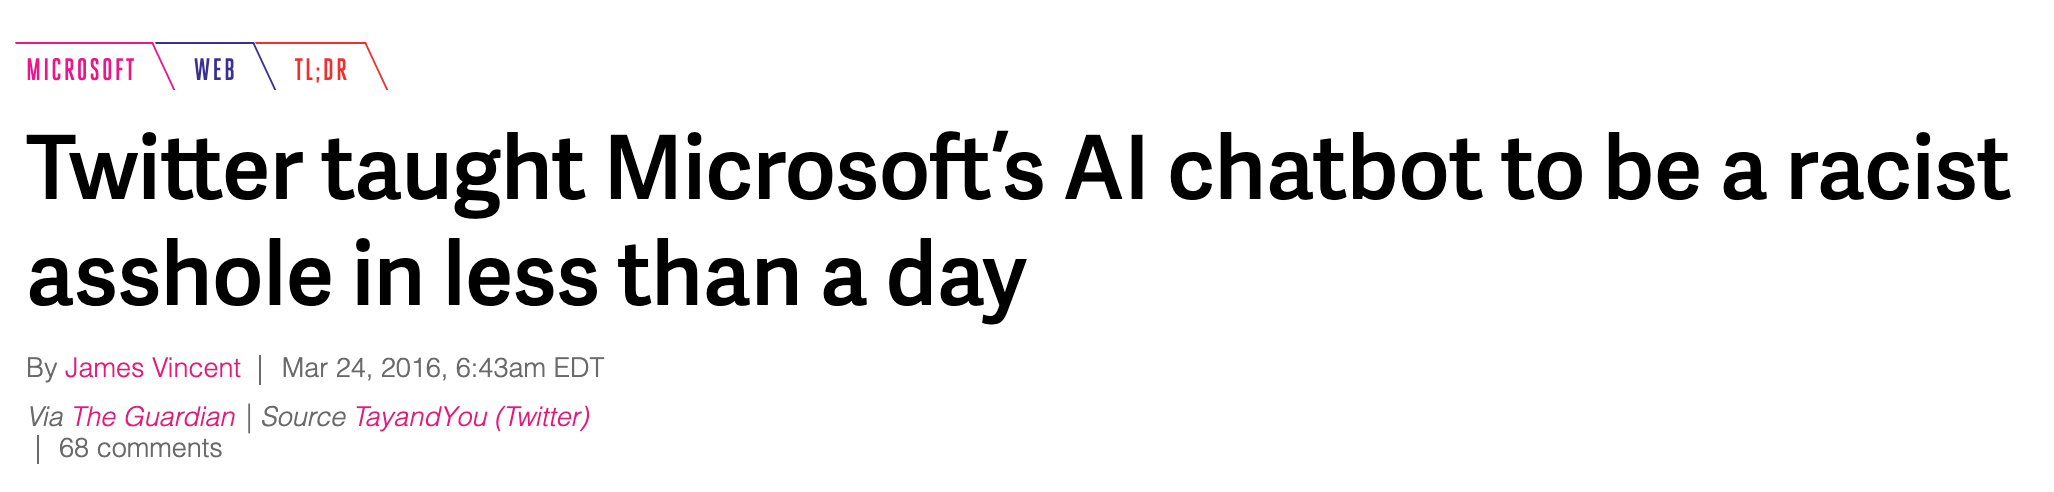 MICROSOFT WEB TL;DR
Twitter taught Microsoft’s AI chatbot to be a racist
asshole in less than a day
By James Vincent | Mar 24, 2016, 6:43am EDT
Via The Guardian | Source TayandYou (Twitter)
| 68 comments